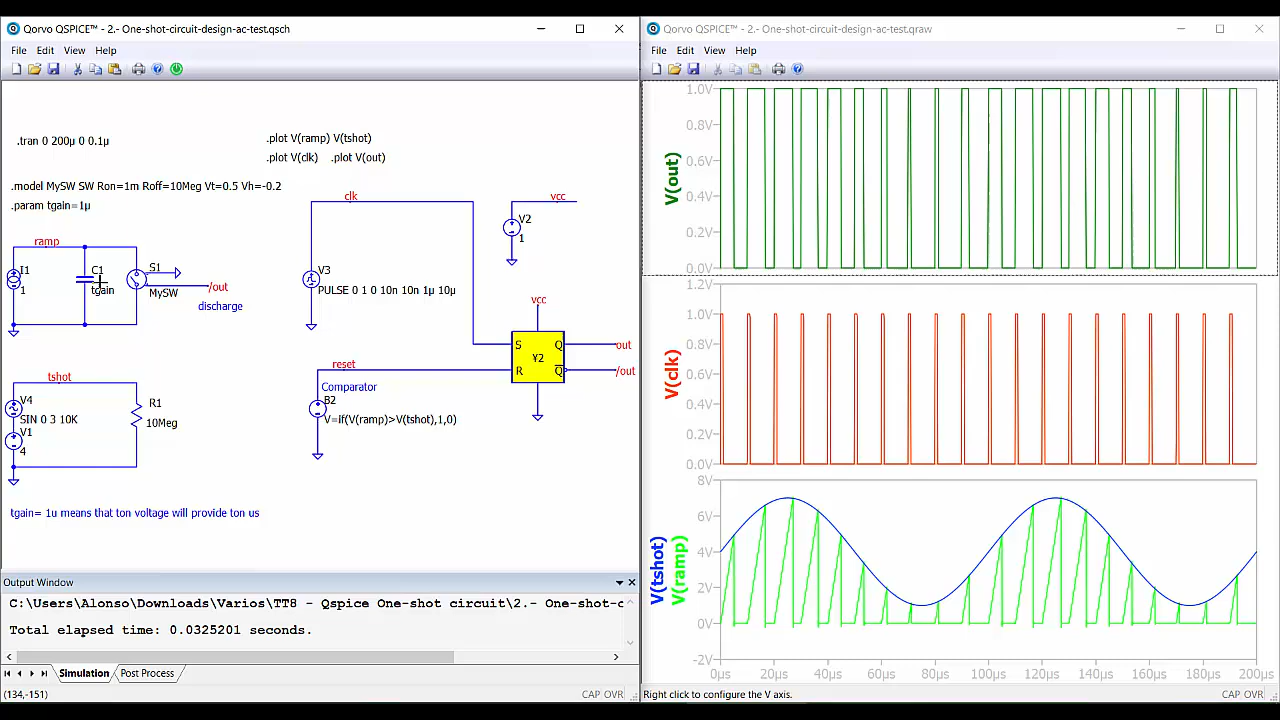 Qorvo QSPICE™ - 2.- One-shot-circuit-design-ac-test.qsch
File Edit View Help
.tran 0 200µ 0 0.1µ
.plot V(ramp) V(tshot)
.plot V(clk) .plot V(out)
.model MySW SW Ron=1m Roff=10Meg Vt=0.5 Vh=-0.2
.param tgain=1µ
clk
vcc
V2
1
ramp
I1
1
C1
tgain
S1
MySW
/out
discharge
V3
PULSE 0 1 0 10n 10n 1µ 10µ
vcc
S Q
R Q
¥2
out
/out
reset
Comparator
B2
V=if(V(ramp)>V(tshot),1,0)
tshot
V4
SIN 0 3 10K
V1
4
R1
10Meg
tgain= 1u means that ton voltage will provide ton us
Output Window
C:\Users\Alonso\Downloads\Varios\TT8 - Qspice One-shot circuit\2.- One-shot-c
Total elapsed time: 0.0325201 seconds.
Simulation Post Process
(134,-151)
CAP OVR
Qorvo QSPICE™ - 2.- One-shot-circuit-design-ac-test.qraw
File Edit View Help
V(out)
1.0V
0.8V
0.6V
0.4V
0.2V
0.0V
V(clk)
1.2V
1.0V
0.8V
0.6V
0.4V
0.2V
0.0V
V(tshot)
V(ramp)
8V
6V
4V
2V
0V
-2V
0µs 20µs 40µs 60µs 80µs 100µs 120µs 140µs 160µs 180µs 200µs
Right click to configure the V axis.
CAP OVR